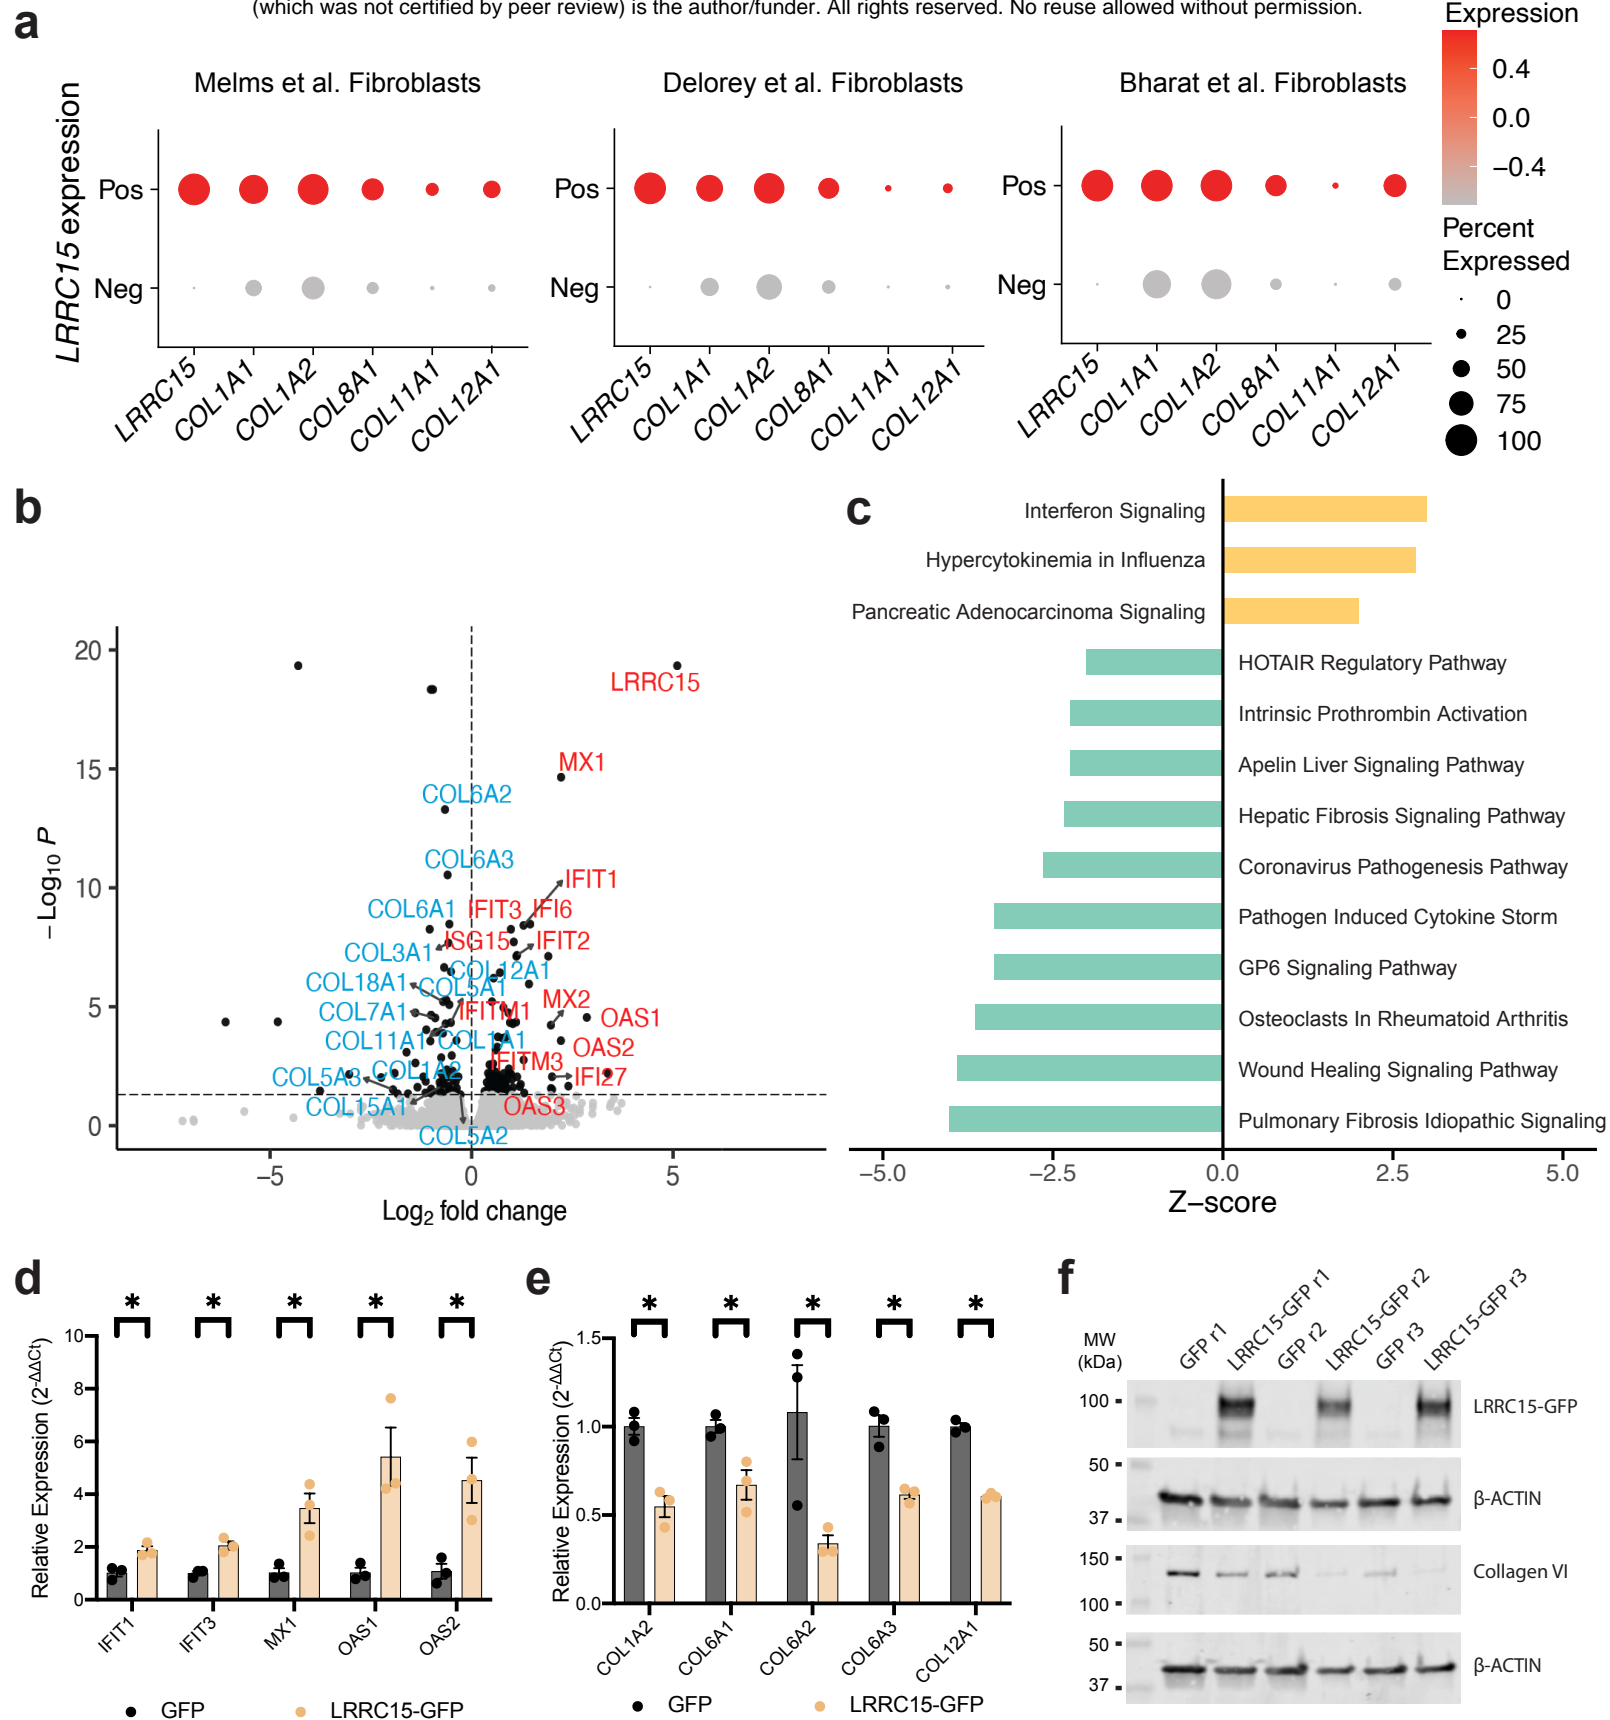 (which was not certified by peer review) is the author/funder. All rights reserved. No reuse allowed without permission.
a
Melms et al. Fibroblasts
Delorey et al. Fibroblasts
Bharat et al. Fibroblasts
LRRC15 expression
Pos
Neg
LRRC15
COL1A1
COL1A2
COL8A1
COL11A1
COL12A1
Pos
Neg
LRRC15
COL1A1
COL1A2
COL8A1
COL11A1
COL12A1
Pos
Neg
LRRC15
COL1A1
COL1A2
COL8A1
COL11A1
COL12A1
Expression
0.4
0.0
−0.4
Percent
Expressed
0
25
50
75
100
b
−Log10 P
20
15
10
5
0
LRRC15
MX1
COL6A2
COL6A3
IFIT1
COL6A1
IFIT3
IFI6
COL3A1
ISG15
IFIT2
COL12A1
COL18A1
COL5A1
COL7A1
IFITM1
MX2
OAS1
COL11A1
COL1A1
OAS2
IFITM3
COL5A3
COL1A2
IFI27
COL15A1
OAS3
COL5A2
−5
0
5
Log2 fold change
c
Interferon Signaling
Hypercytokinemia in Influenza
Pancreatic Adenocarcinoma Signaling
HOTAIR Regulatory Pathway
Intrinsic Prothrombin Activation
Apelin Liver Signaling Pathway
Hepatic Fibrosis Signaling Pathway
Coronavirus Pathogenesis Pathway
Pathogen Induced Cytokine Storm
GP6 Signaling Pathway
Osteoclasts In Rheumatoid Arthritis
Wound Healing Signaling Pathway
Pulmonary Fibrosis Idiopathic Signaling
−5.0
−2.5
0.0
2.5
5.0
Z−score
d
Relative Expression (2-ΔΔCt)
10
8
6
4
2
0
*
*
*
*
*
IFIT1
IFIT3
MX1
OAS1
OAS2
GFP
LRRC15-GFP
e
Relative Expression (2-ΔΔCt)
1.5
1.0
0.5
0.0
*
*
*
*
*
COL1A2
COL6A1
COL6A2
COL6A3
COL12A1
GFP
LRRC15-GFP
f
MW
(kDa)
GFP r1
LRRC15-GFP r1
GFP r2
LRRC15-GFP r2
GFP r3
LRRC15-GFP r3
100
LRRC15-GFP
50
β-ACTIN
37
150
Collagen VI
100
50
β-ACTIN
37